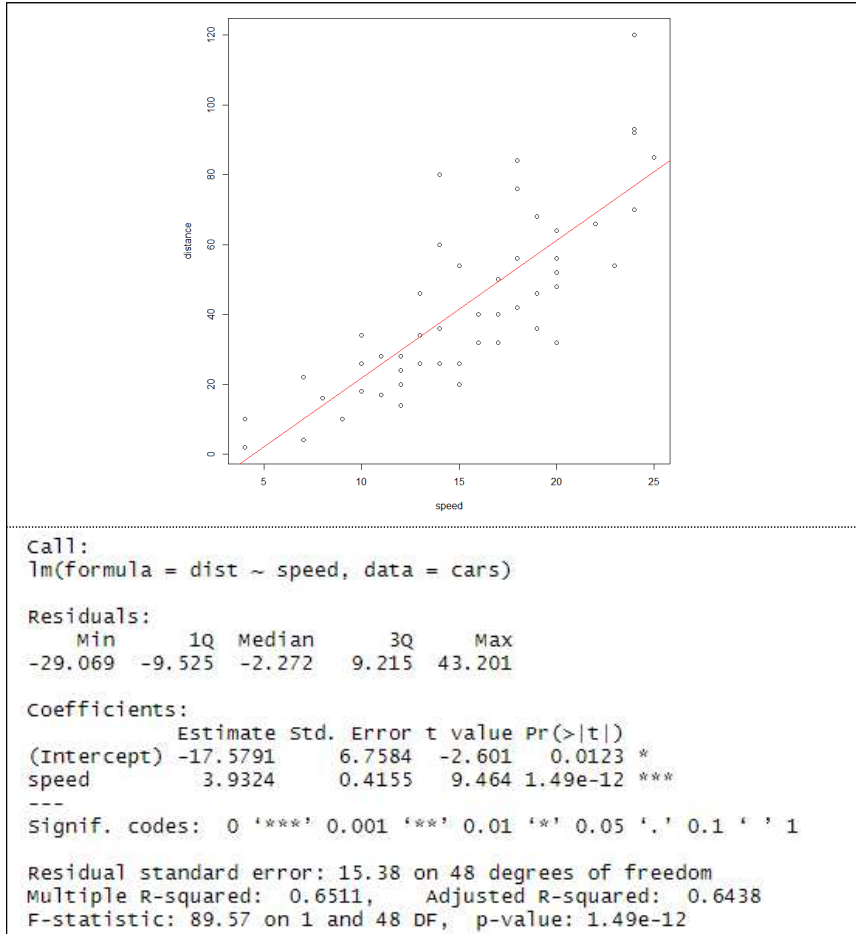 120
100
80
60
40
20
0
distance
5 10 15 20 25
speed
Call:
lm(formula = dist ~ speed, data = cars)
Residuals:
Min 1Q Median 3Q Max
-29.069 -9.525 -2.272 9.215 43.201
Coefficients:
Estimate Std. Error t value Pr(>|t|)
(Intercept) -17.5791 6.7584 -2.601 0.0123 *
speed 3.9324 0.4155 9.464 1.49e-12 ***
---
Signif. codes: 0 ‘***’ 0.001 ‘**’ 0.01 ‘*’ 0.05 ‘.’ 0.1 ‘ ’ 1
Residual standard error: 15.38 on 48 degrees of freedom
Multiple R-squared: 0.6511, Adjusted R-squared: 0.6438
F-statistic: 89.57 on 1 and 48 DF, p-value: 1.49e-12